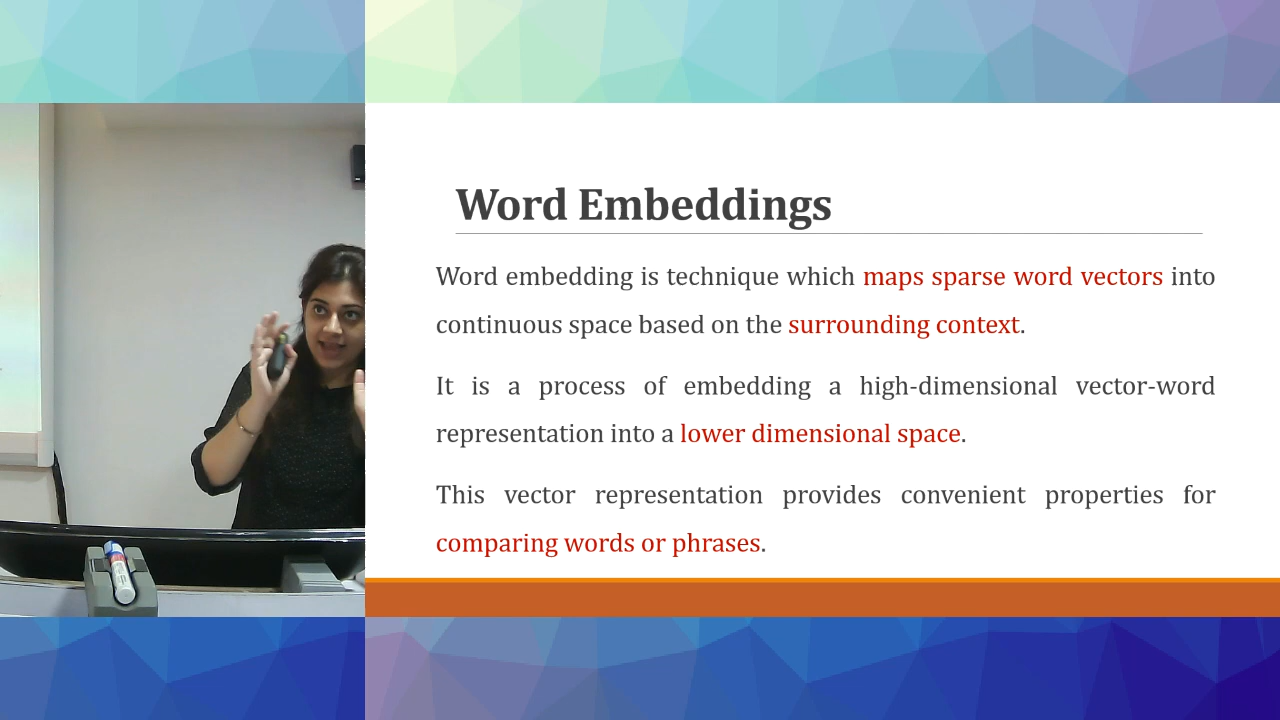 Word Embeddings
Word embedding is technique which maps sparse word vectors into
continuous space based on the surrounding context.
It is a process of embedding a high-dimensional vector-word
representation into a lower dimensional space.
This vector representation provides convenient properties for
comparing words or phrases.